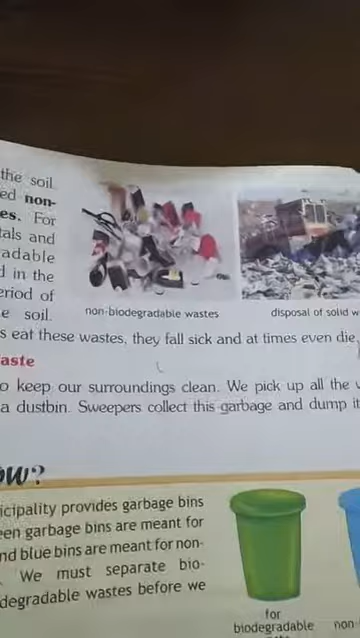 the soil.
ed non-
es. For
tals and
adable
d in the
eriod of
e soil.
non-biodegradable wastes
disposal of solid w
s eat these wastes, they fall sick and at times even die.
aste
o keep our surroundings clean. We pick up all the
a dustbin. Sweepers collect this garbage and dump it
ow?
icipality provides garbage bins
een garbage bins are meant for
nd blue bins are meant for non-
. We must separate bio-
degradable wastes before we
for
biodegradable
non-